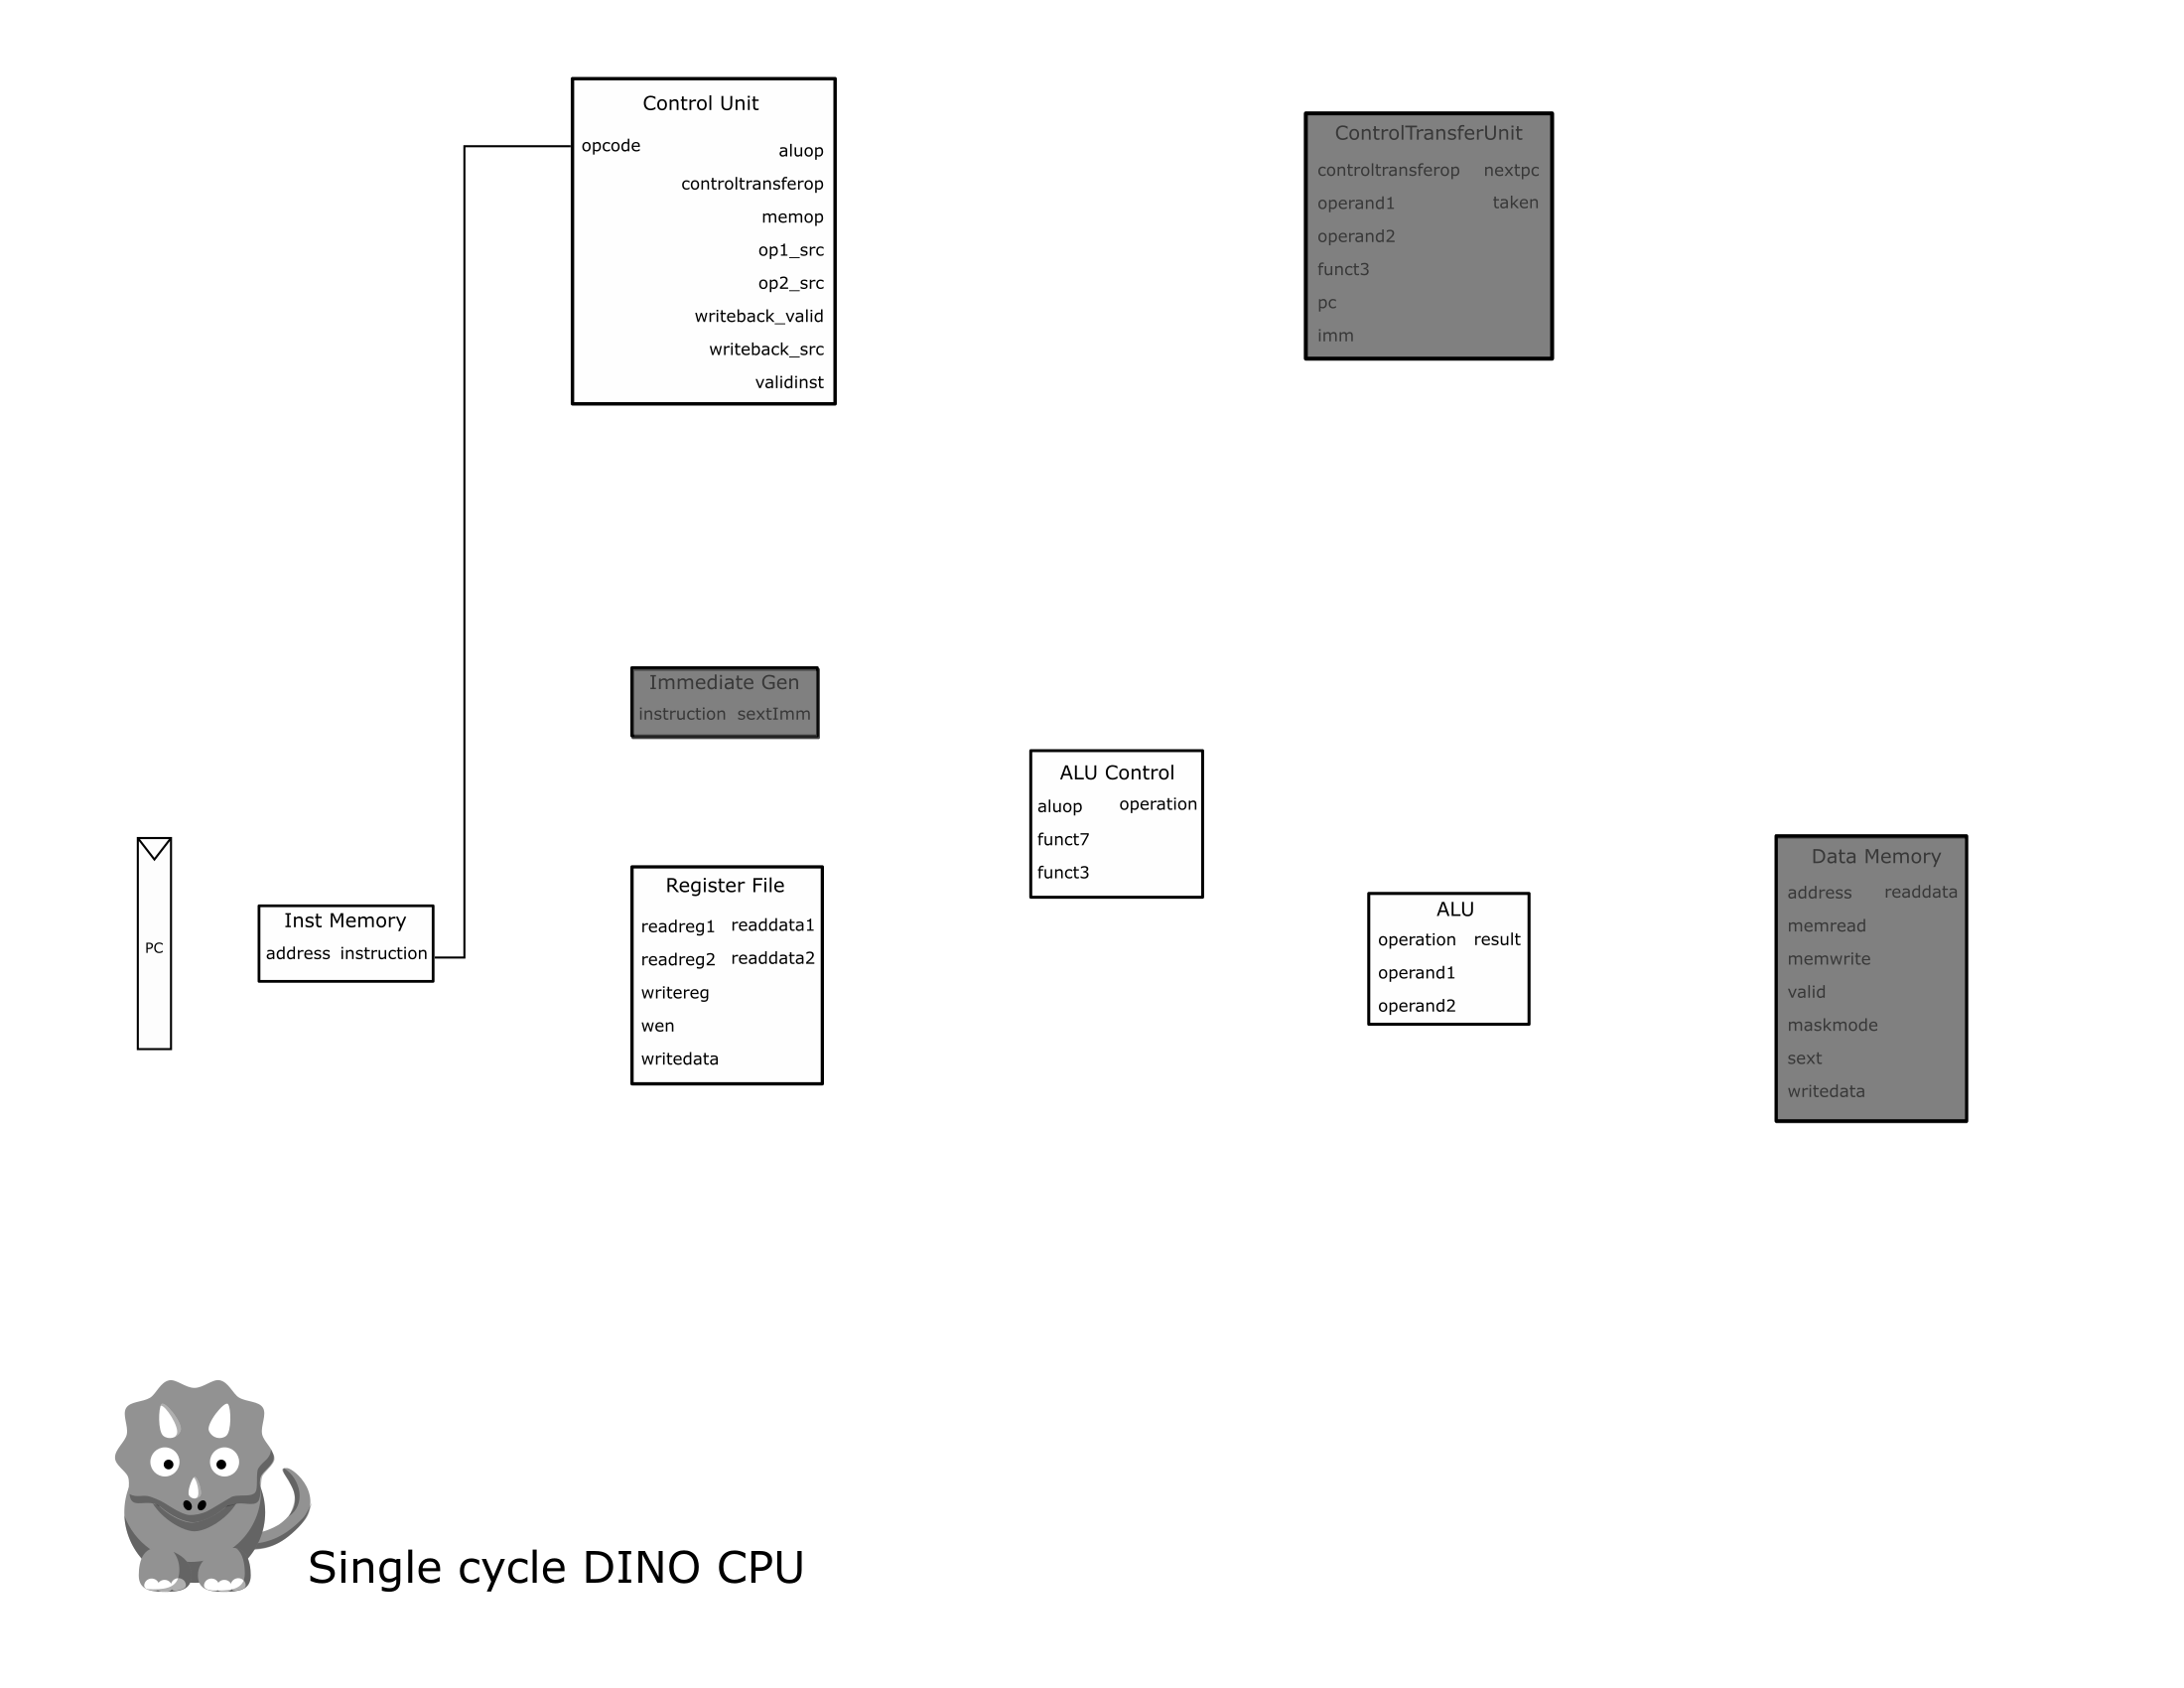 Control Unit
opcode
aluop
controltransferop
memop
op1_src
op2_src
writeback_valid
writeback_src
validinst
ControlTransferUnit
controltransferop nextpc
operand1 taken
operand2
funct3
pc
imm
Immediate Gen
instruction sextImm
ALU Control
aluop operation
funct7
funct3
PC
Inst Memory
address instruction
Register File
readreg1 readdata1
readreg2 readdata2
writereg
wen
writedata
ALU
operation result
operand1
operand2
Data Memory
address readdata
memread
memwrite
valid
maskmode
sext
writedata
Single cycle DINO CPU